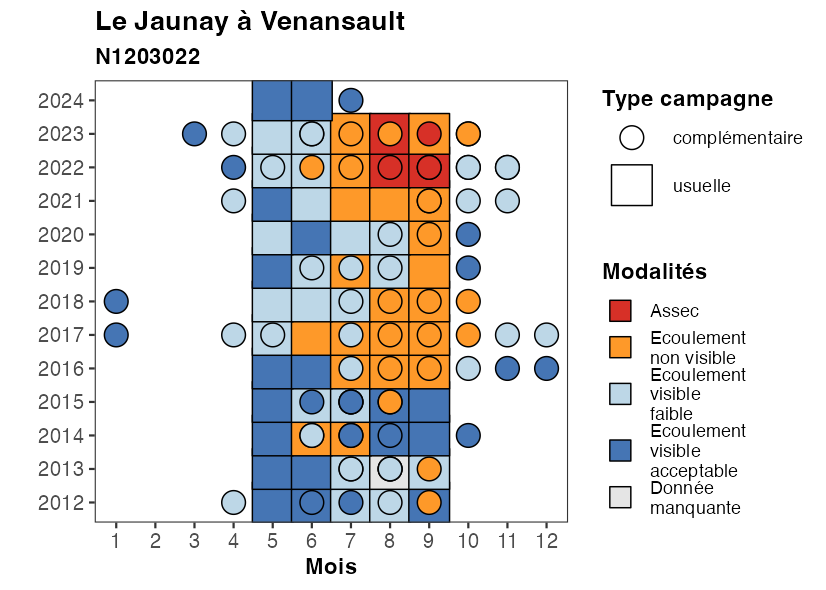 Le Jaunay à Venansault
N1203022
2024
2023
2022
2021
2020
2019
2018
2017
2016
2015
2014
2013
2012
1 2 3 4 5 6 7 8 9 10 11 12
Mois
Type campagne
complémentaire
usuelle
Modalités
Assec
Ecoulement
non visible
Ecoulement
visible
faible
Ecoulement
visible
acceptable
Donnée
manquante